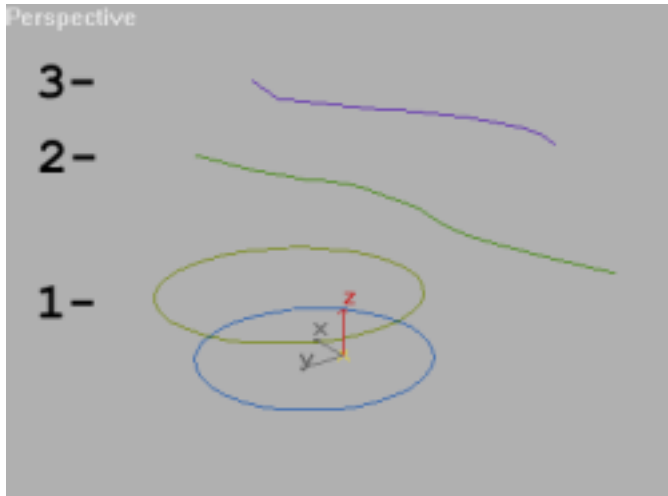 Perspective
3-
2-
1-
z
x
y